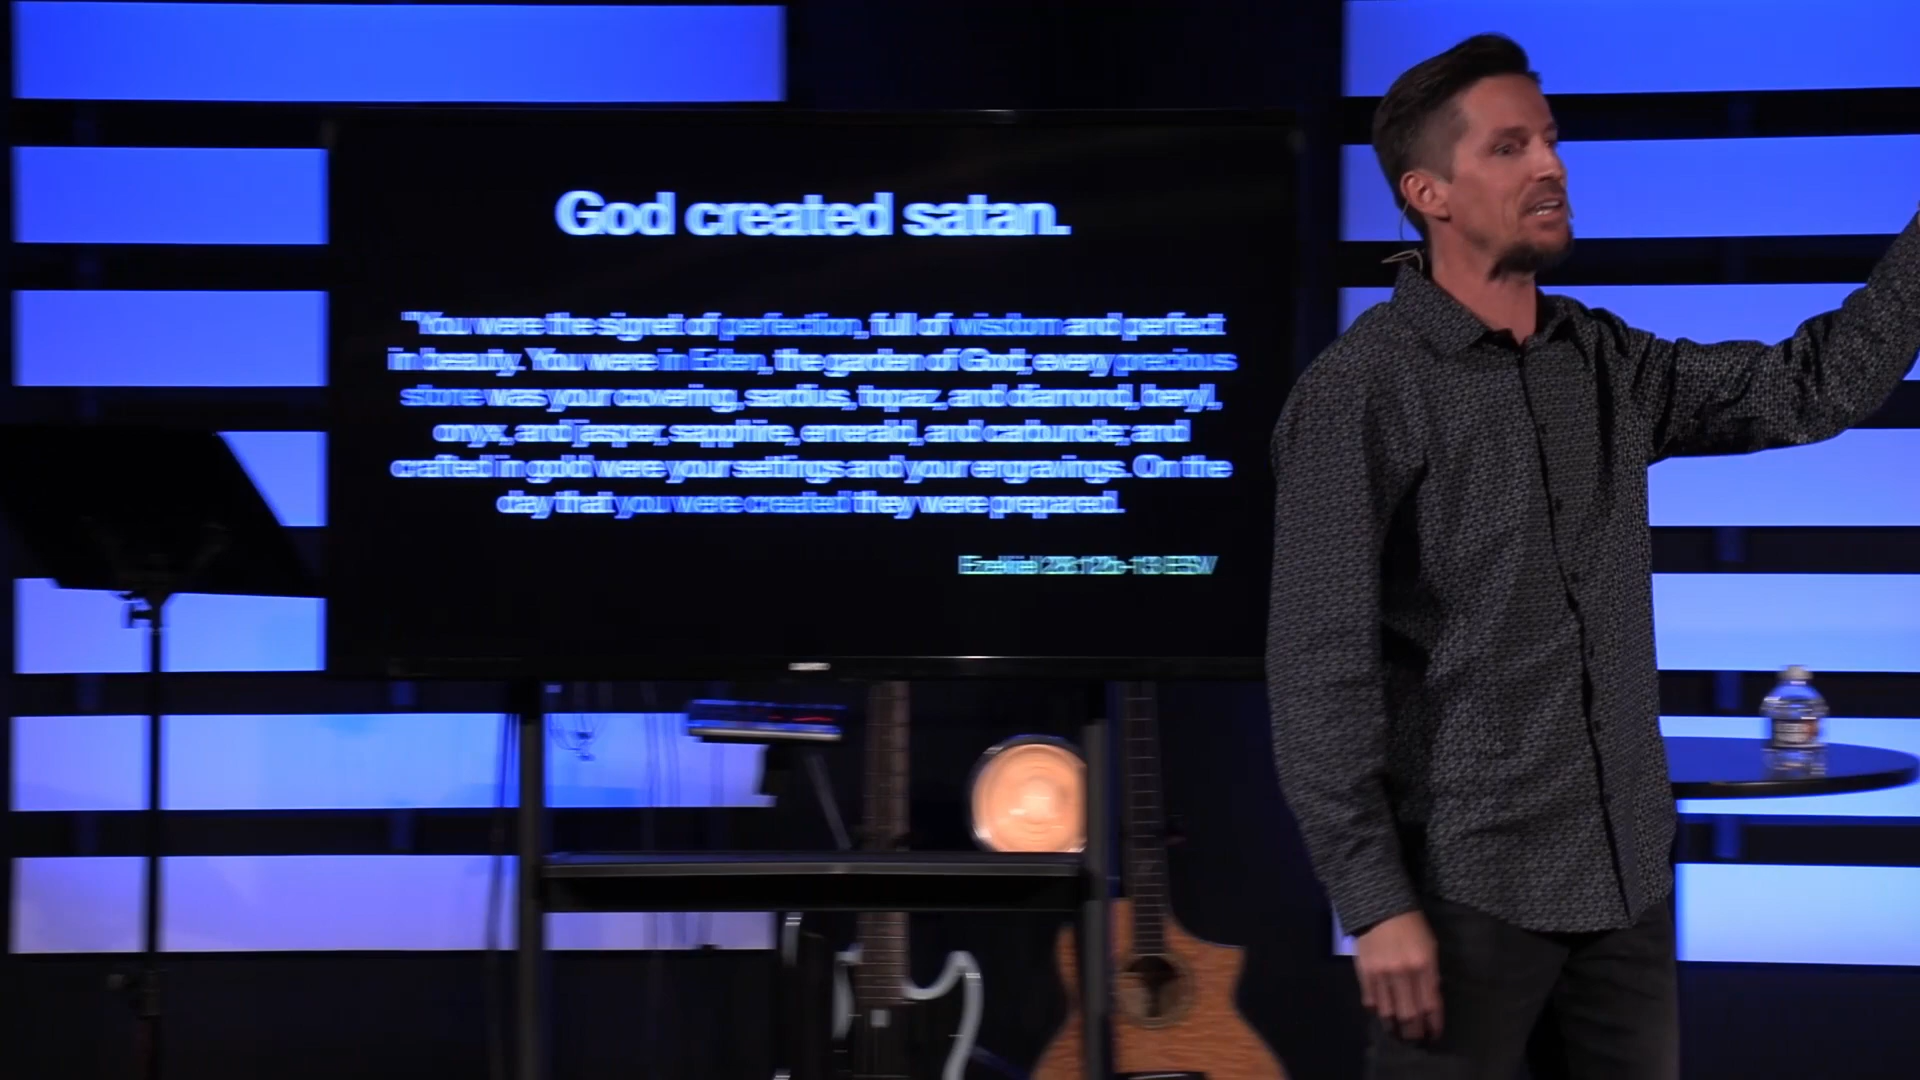 God created satan.
"You were the signet of perfection, full of wisdom and perfect
in beauty. You were in Eden, the garden of God; every precious
stone was your covering, sardius, topaz, and diamond, beryl,
onyx, and jasper, sapphire, emerald, and carbuncle; and
crafted in gold were your settings and your engravings. On the
day that you were created they were prepared.
Ezekiel 28:12b-13 ESV